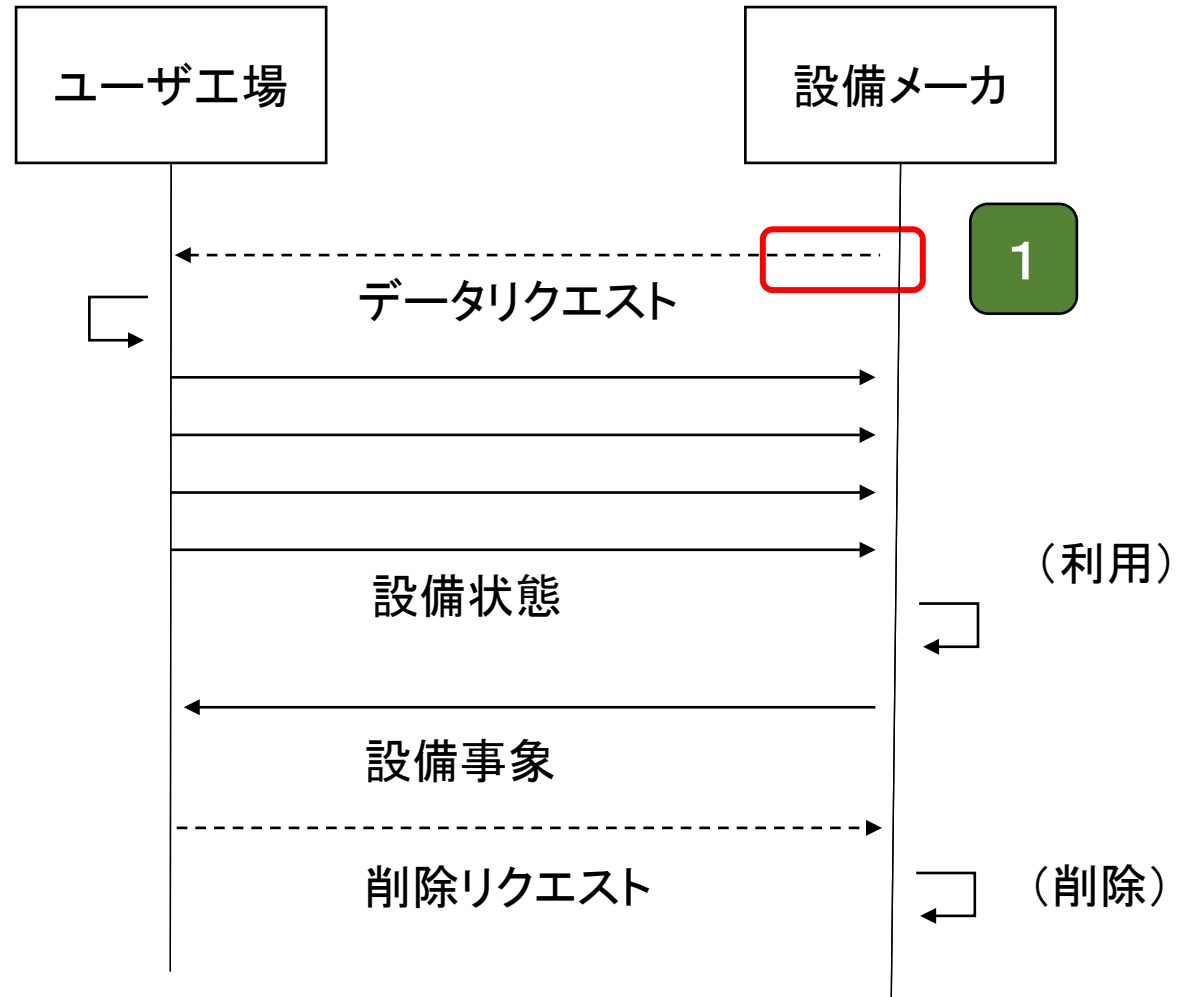 ユーザ工場
設備メーカ
1
データリクエスト
設備状態
（利用）
設備事象
削除リクエスト
（削除）